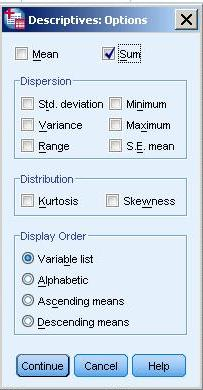 Descriptives: Options
Mean Sum
Dispersion
Std. deviation Minimum
Variance Maximum
Range S.E. mean
Distribution
Kurtosis Skewness
Display Order
Variable list
Alphabetic
Ascending means
Descending means
Continue Cancel Help